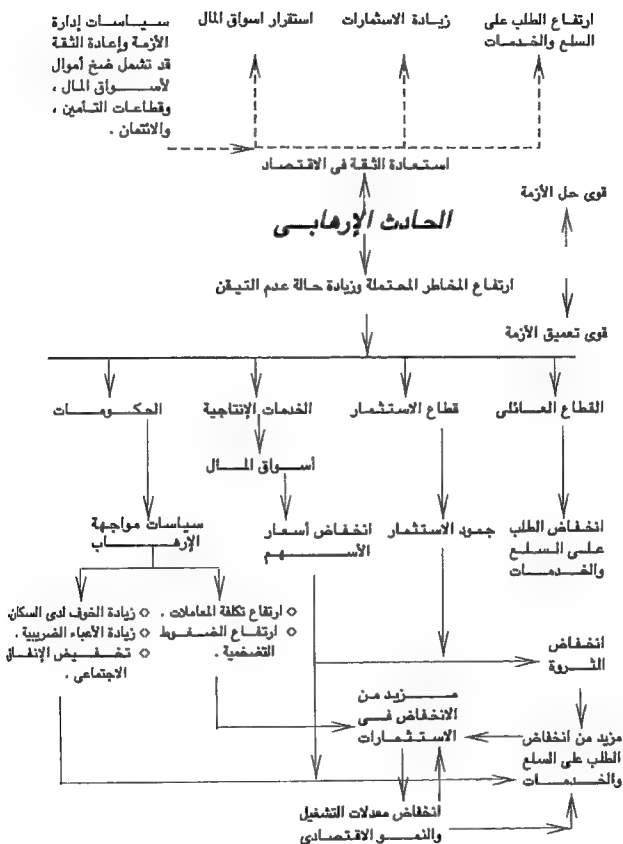 ارتفاع الطلب على
السلع والخدمات
زيادة الاستثمارات
استقرار اسواق المال
سياسات إدارة
الأزمة وإعادة الثقة
قد تشمل ضخ أموال
لأسواق المال ،
وقطاعات التأمين ،
والائتمان .
استعادة الثقة فى الاقتصاد
قوى حل الأزمة
الحادث الإرهابى
ارتفاع المخاطر المحتملة وزيادة حالة عدم التيقن
قوى تعميق الأزمة
القطاع العائلى
قطاع الاستثمار
الخدمات الإنتاجية
الحكومات
أسواق المال
انخفاض الطلب
على السلع
والخدمات
جمود الاستثمار
انخفاض أسعار
الأسهم
سياسات مواجهة
الإرهاب
◇ ارتفاع تكلفة المعاملات .
◇ ارتفاع الضغوط
التضخمية .
◇ زيادة الخوف لدى السكان.
◇ زيادة الأعباء الضريبية .
◇ تخفيض الإنفاق
الاجتماعى .
انخفاض
الثروة
مزيد من
الانخفاض فى
الاستثمارات
مزيد من انخفاض
الطلب على السلع
والخدمات
انخفاض معدلات التشغيل
والنمو الاقتصادى